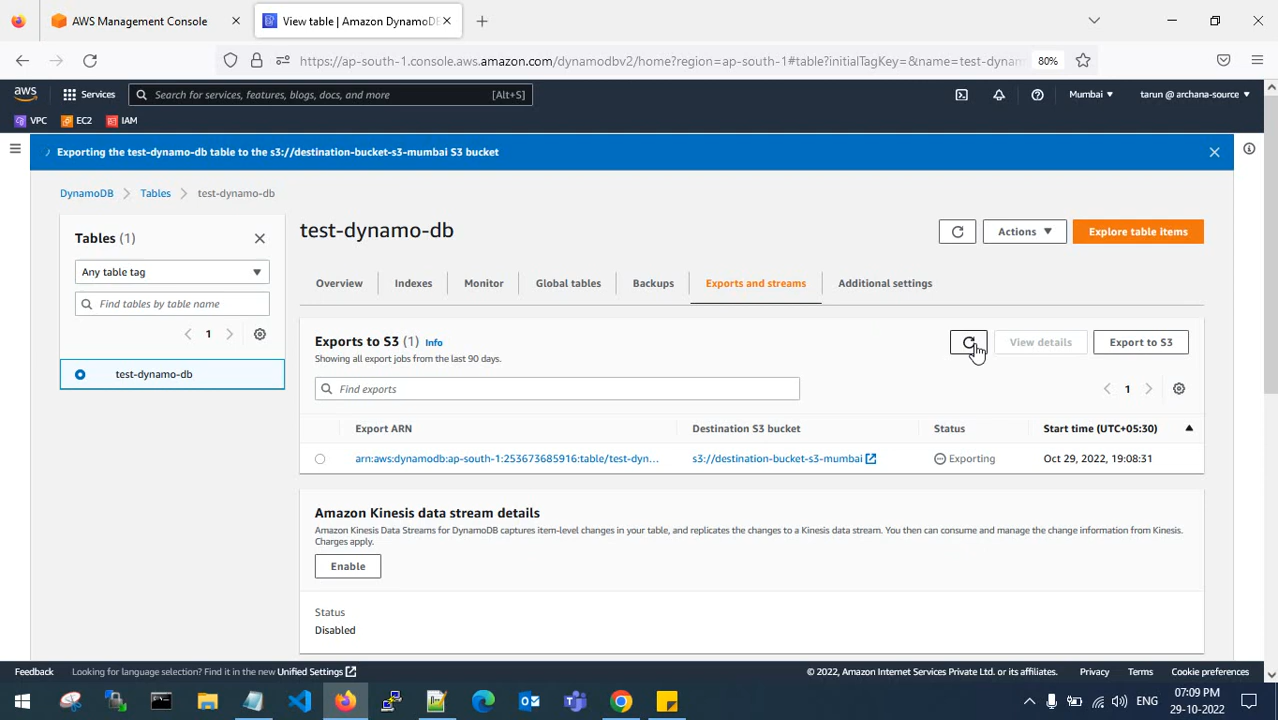 AWS Management Console
View table | Amazon DynamoDB
https://ap-south-1.console.aws.amazon.com/dynamodbv2/home?region=ap-south-1#table?initialTagKey=&name=test-dynam
80%
aws
Services
Search for services, features, blogs, docs, and more
[Alt+S]
Mumbai
tarun @ archana-source
VPC
EC2
IAM
Exporting the test-dynamo-db table to the s3://destination-bucket-s3-mumbai S3 bucket
DynamoDB
Tables
test-dynamo-db
Tables (1)
Any table tag
Find tables by table name
1
test-dynamo-db
test-dynamo-db
Actions
Explore table items
Overview
Indexes
Monitor
Global tables
Backups
Exports and streams
Additional settings
Exports to S3 (1) Info
Showing all export jobs from the last 90 days.
View details
Export to S3
Find exports
1
Export ARN
Destination S3 bucket
Status
Start time (UTC+05:30)
arn:aws:dynamodb:ap-south-1:253673685916:table/test-dyn...
s3://destination-bucket-s3-mumbai
Exporting
Oct 29, 2022, 19:08:31
Amazon Kinesis data stream details
Amazon Kinesis Data Streams for DynamoDB captures item-level changes in your table, and replicates the changes to a Kinesis data stream. You then can consume and manage the change information from Kinesis.
Charges apply.
Enable
Status
Disabled
Feedback
Looking for language selection? Find it in the new Unified Settings
© 2022, Amazon Internet Services Private Ltd. or its affiliates.
Privacy
Terms
Cookie preferences
ENG
07:09 PM
29-10-2022